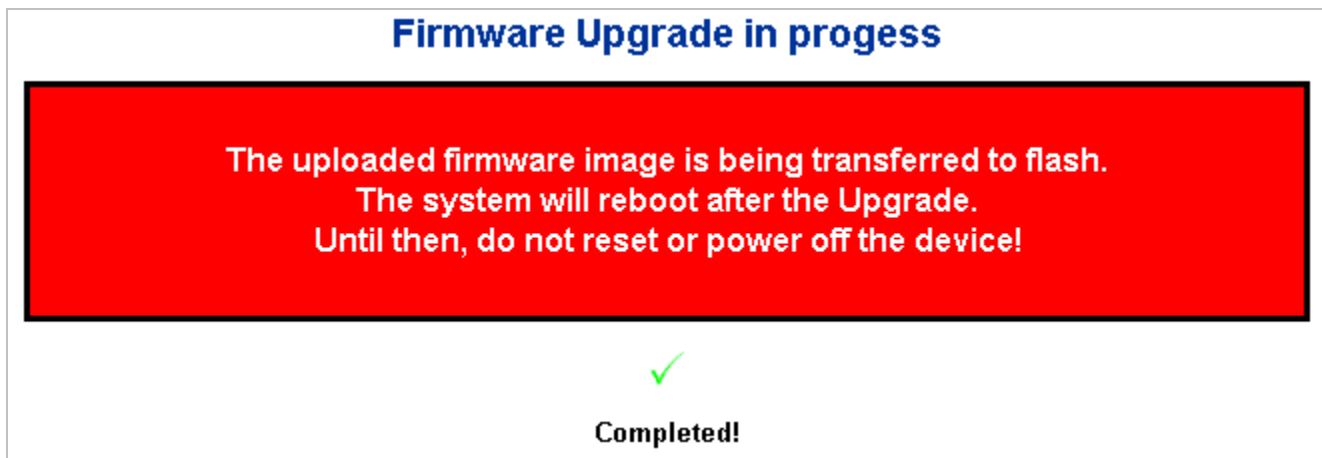 Firmware Upgrade in progess
The uploaded firmware image is being transferred to flash.
The system will reboot after the Upgrade.
Until then, do not reset or power off the device!
Completed!